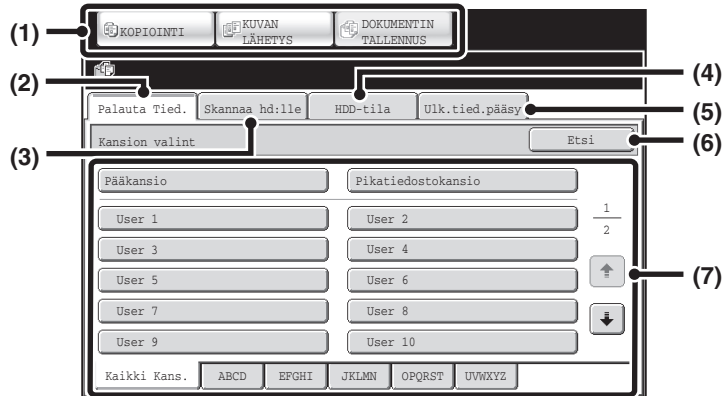 (1)
KOPIOINTI
KUVAN
LÄHETYS
DOKUMENTIN
TALLENNUS
(2)
(4)
Palauta Tied.
Skannaa hd:lle
HDD-tila
Ulk.tied.pääsy
(5)
(3)
Kansion valint
Etsi
(6)
Pääkansio
Pikatiedostokansio
User 1
User 2
1
2
User 3
User 4
User 5
User 6
(7)
User 7
User 8
User 9
User 10
Kaikki Kans.
ABCD
EFGHI
JKLMN
OPQRST
UVWXYZ